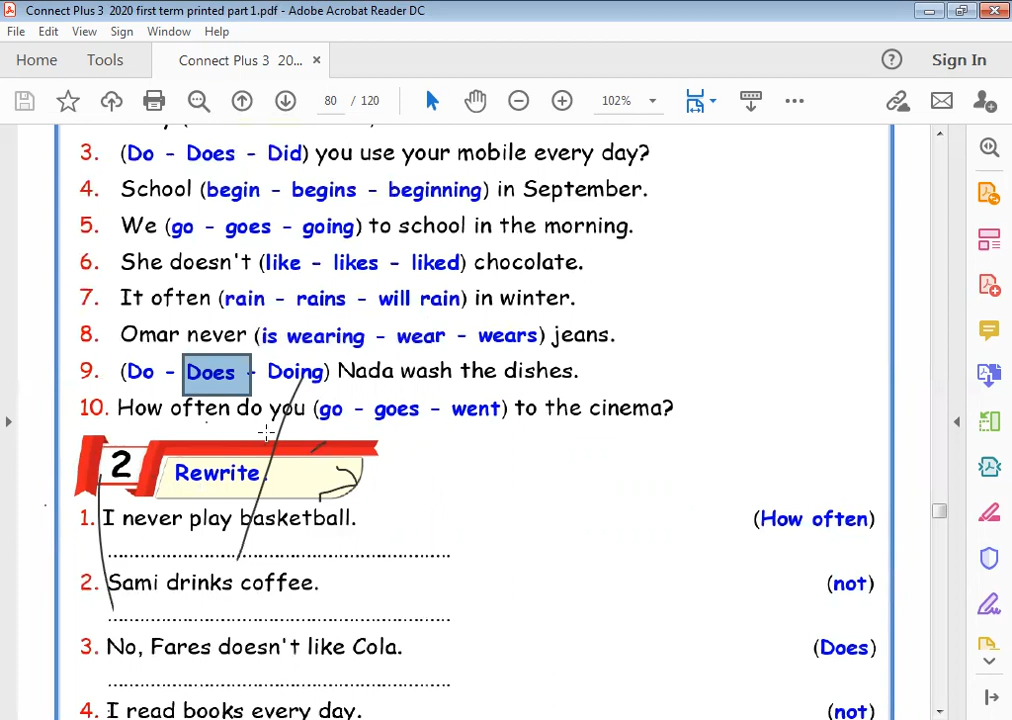 Connect Plus 3 2020 first term printed part 1.pdf - Adobe Acrobat Reader DC
File Edit View Sign Window Help
Home Tools Connect Plus 3 20... × Sign In
80 / 120 102%
3. (Do - Does - Did) you use your mobile every day?
4. School (begin - begins - beginning) in September.
5. We (go - goes - going) to school in the morning.
6. She doesn't (like - likes - liked) chocolate.
7. It often (rain - rains - will rain) in winter.
8. Omar never (is wearing - wear - wears) jeans.
9. (Do - Does - Doing) Nada wash the dishes.
10. How often do you (go - goes - went) to the cinema?
2 Rewrite.
1. I never play basketball. (How often)
2. Sami drinks coffee. (not)
3. No, Fares doesn't like Cola. (Does)
4. I read books every day. (not)